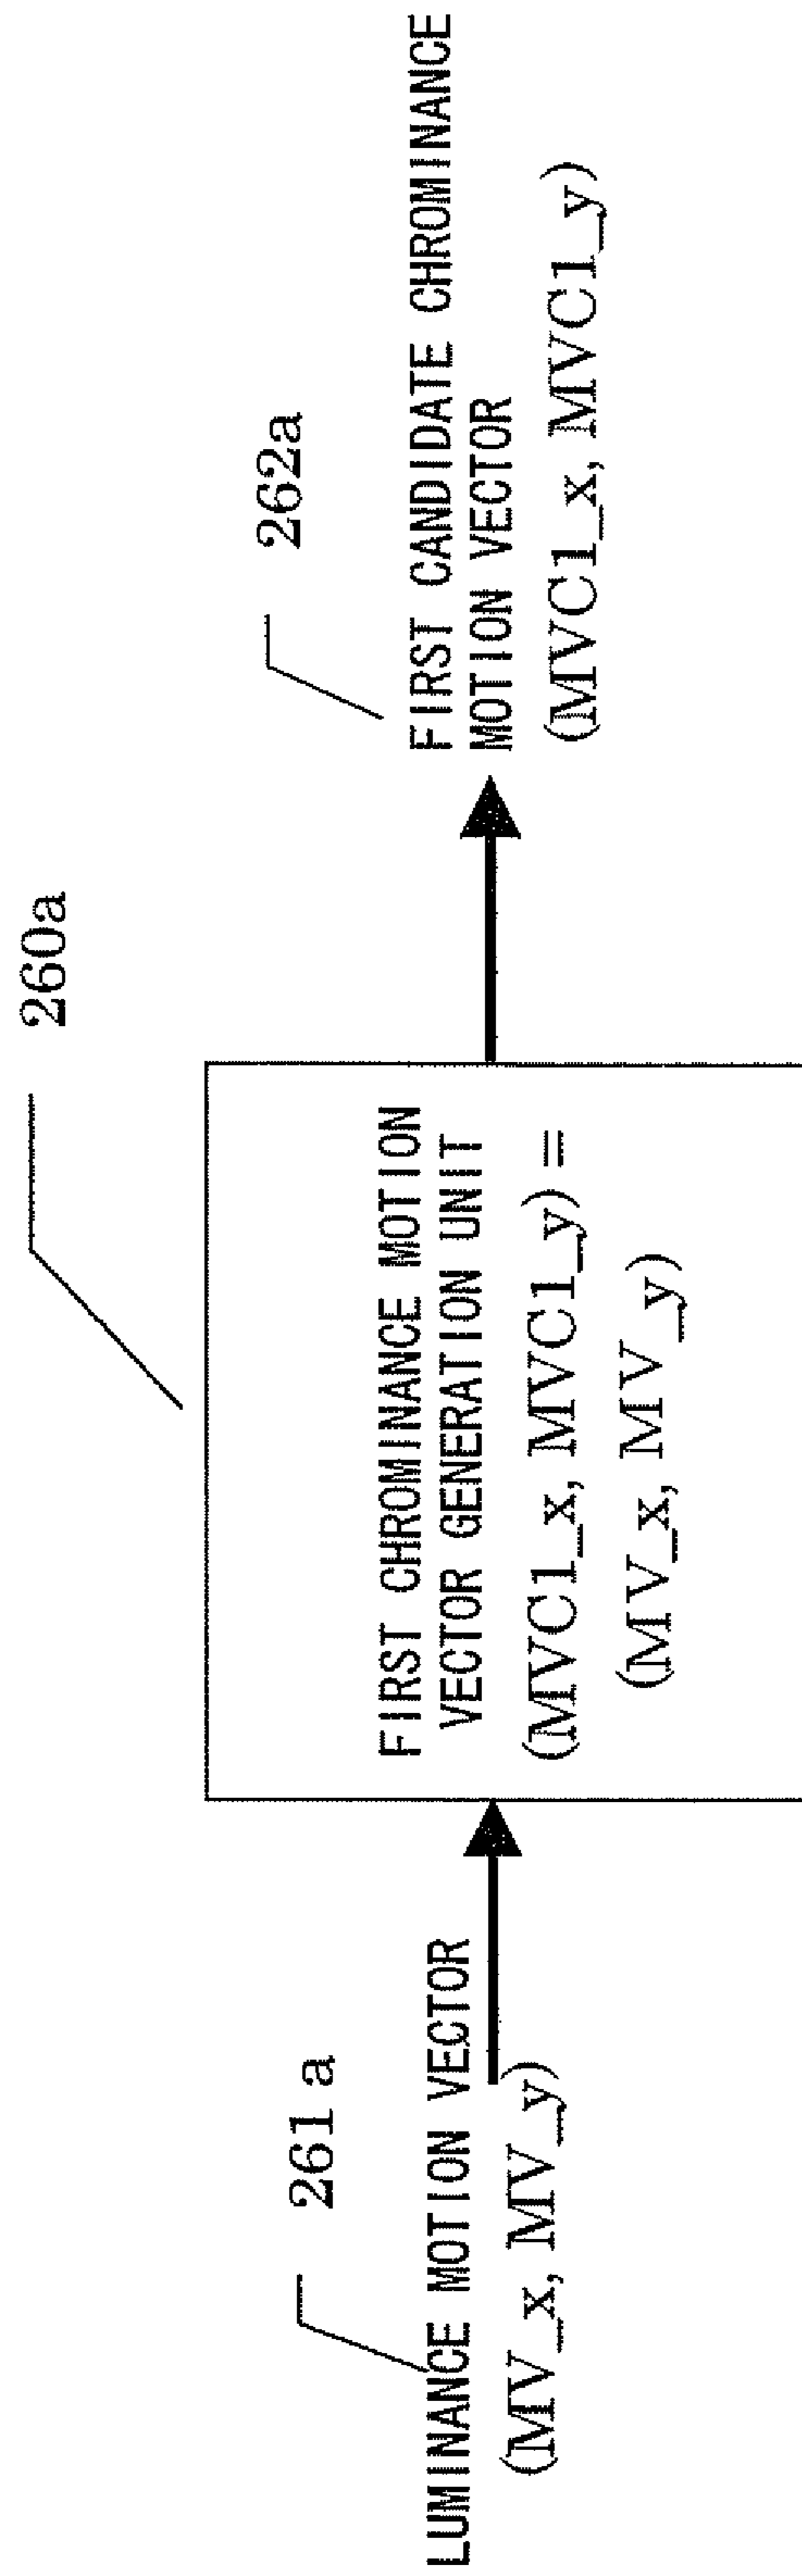 260a
261a
LUMINANCE MOTION VECTOR
(MV_x, MV_y)
FIRST CHROMINANCE MOTION
VECTOR GENERATION UNIT
(MVC1_x, MVC1_y) =
(MV_x, MV_y)
262a
FIRST CANDIDATE CHROMINANCE
MOTION VECTOR
(MVC1_x, MVC1_y)